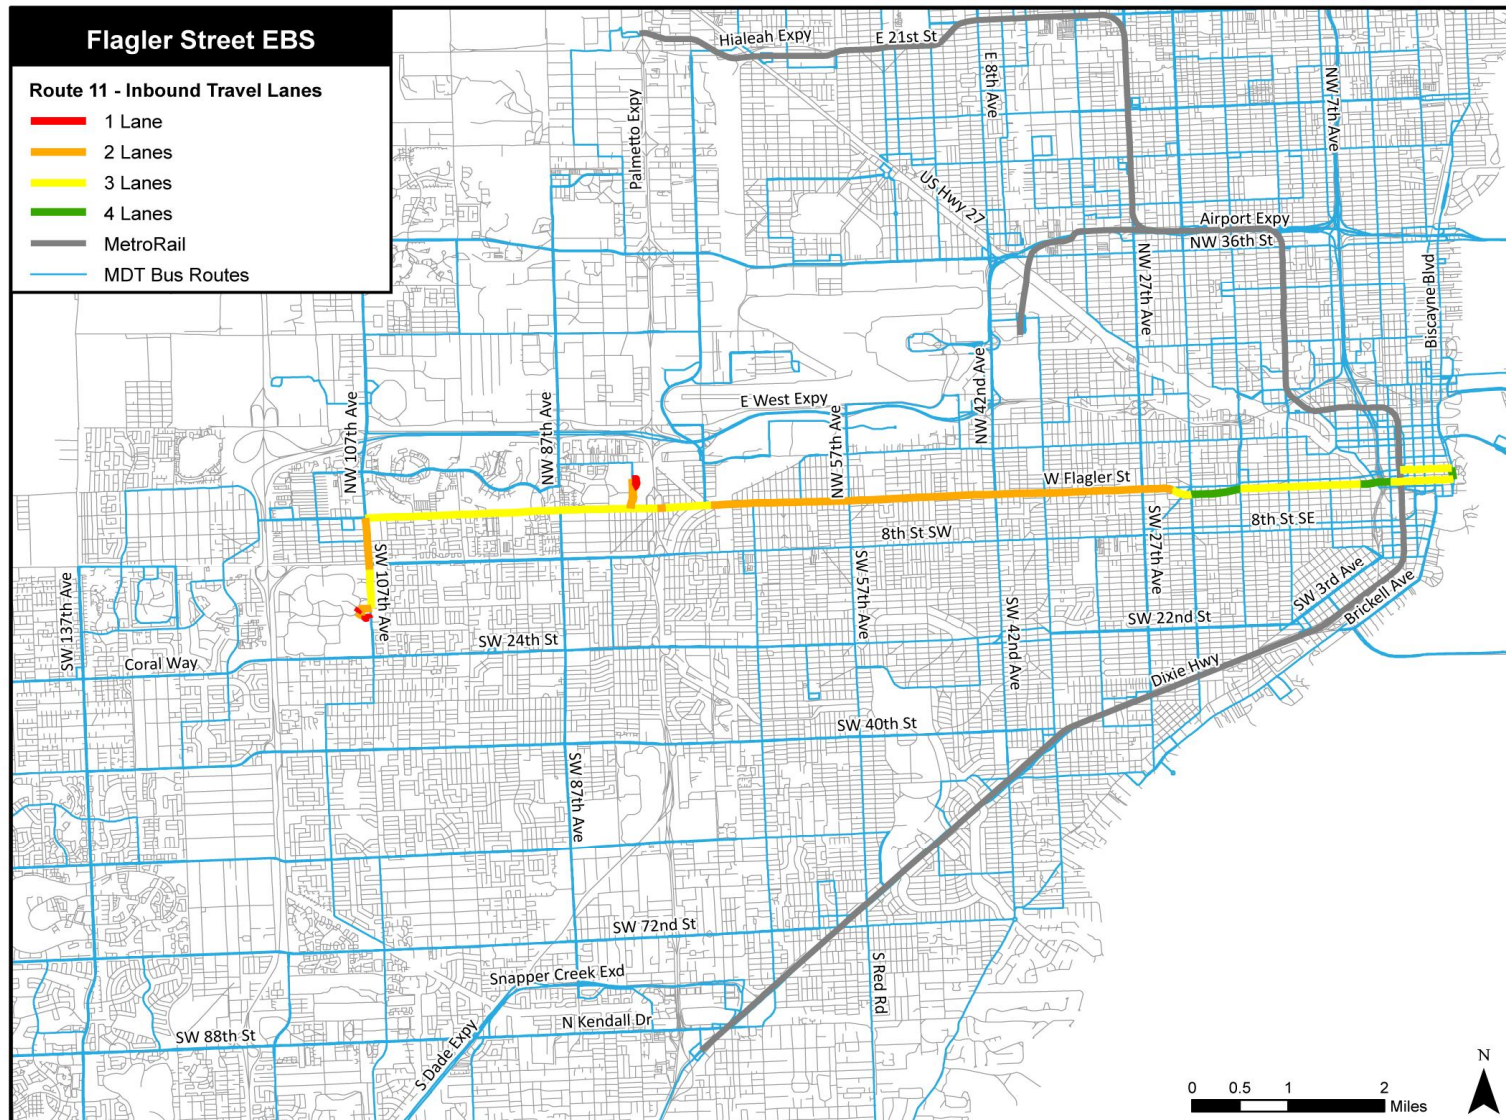 Flagler Street EBS
Route 11 - Inbound Travel Lanes
1 Lane
2 Lanes
3 Lanes
4 Lanes
MetroRail
MDT Bus Routes
Hialeah Expy
E 21st St
E 8th Ave
NW 7th Ave
Palmetto Expy
US Hwy 27
Airport Expy
NW 36th St
NW 27th Ave
Biscayne Blvd
NW 42nd Ave
E West Expy
NW 107th Ave
NW 87th Ave
NW 57th Ave
W Flagler St
8th St SW
8th St SE
SW 137th Ave
SW 107th Ave
SW 57th Ave
SW 27th Ave
SW 3rd Ave
Brickell Ave
SW 42nd Ave
SW 22nd St
SW 24th St
Coral Way
Dixie Hwy
SW 40th St
SW 87th Ave
SW 72nd St
Snapper Creek Exd
S Red Rd
N Kendall Dr
SW 88th St
S Dade Expy
N
0 0.5 1 2
Miles